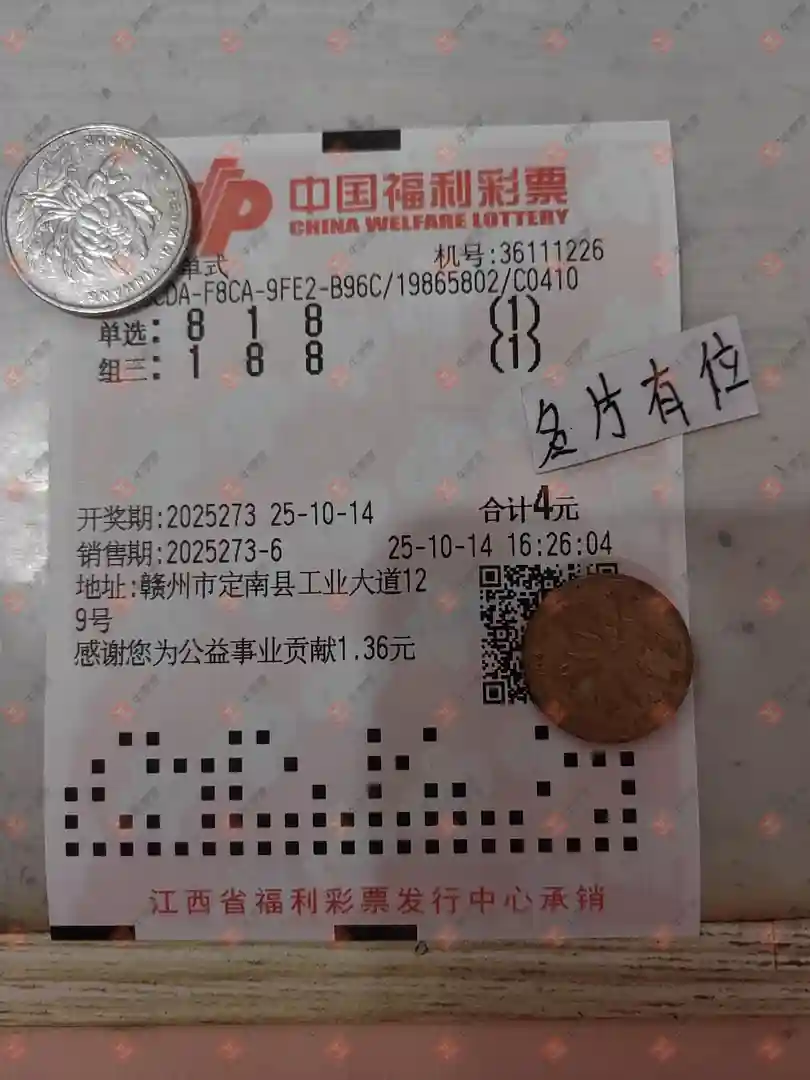 中国福利彩票
CHINA WELFARE LOTTERY
单式 机号:36111226
CDA-F8CA-9FE2-B96C/19865802/C0410
单选: 8 1 8 (1)
组三: 1 8 8 (1)
有位
开奖期:2025273 25-10-14 合计4元
销售期:2025273-6 25-10-14 16:26:04
地址:赣州市定南县工业大道12
9号
感谢您为公益事业贡献1.36元
江西省福利彩票发行中心承销